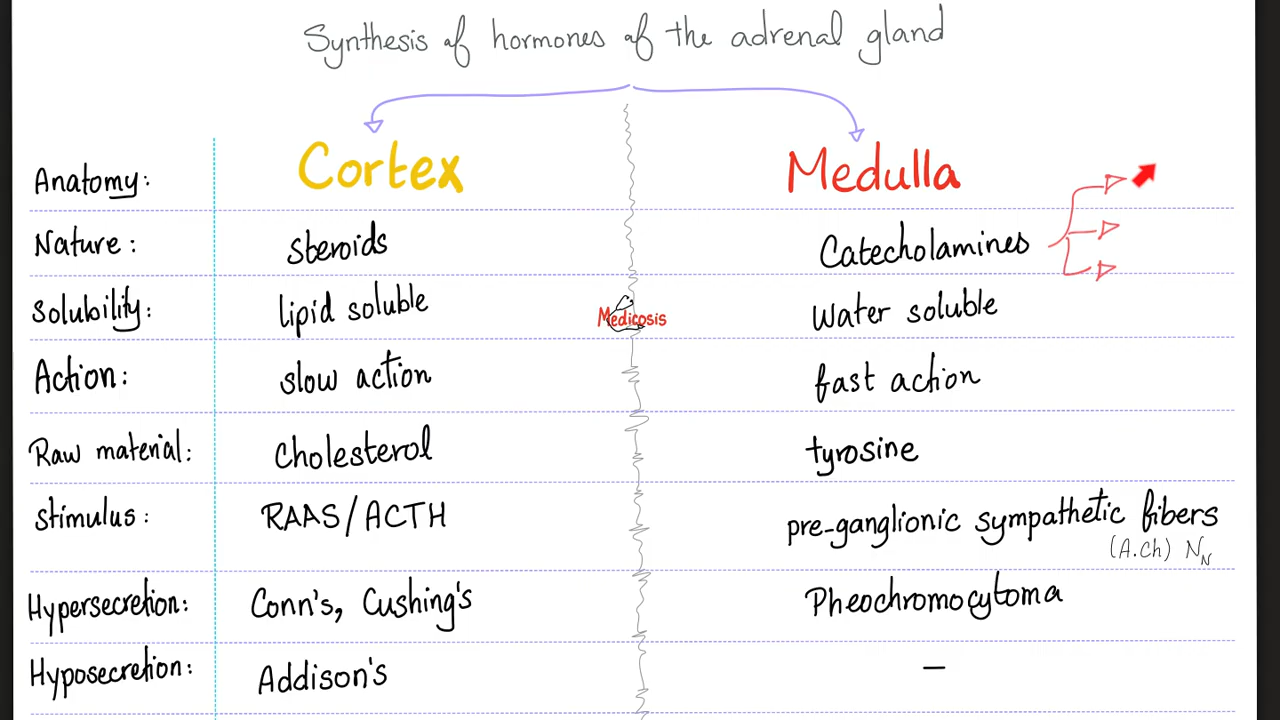 Synthesis of hormones of the adrenal gland
Anatomy: Cortex Medulla
Nature: steroids Catecholamines
Solubility: lipid soluble Water soluble
Medicosis
Action: slow action fast action
Raw material: Cholesterol tyrosine
Stimulus: RAAS/ACTH pre-ganglionic sympathetic fibers
(A.ch) NN
Hypersecretion: Conn's, Cushing's Pheochromocytoma
Hyposecretion: Addison's –